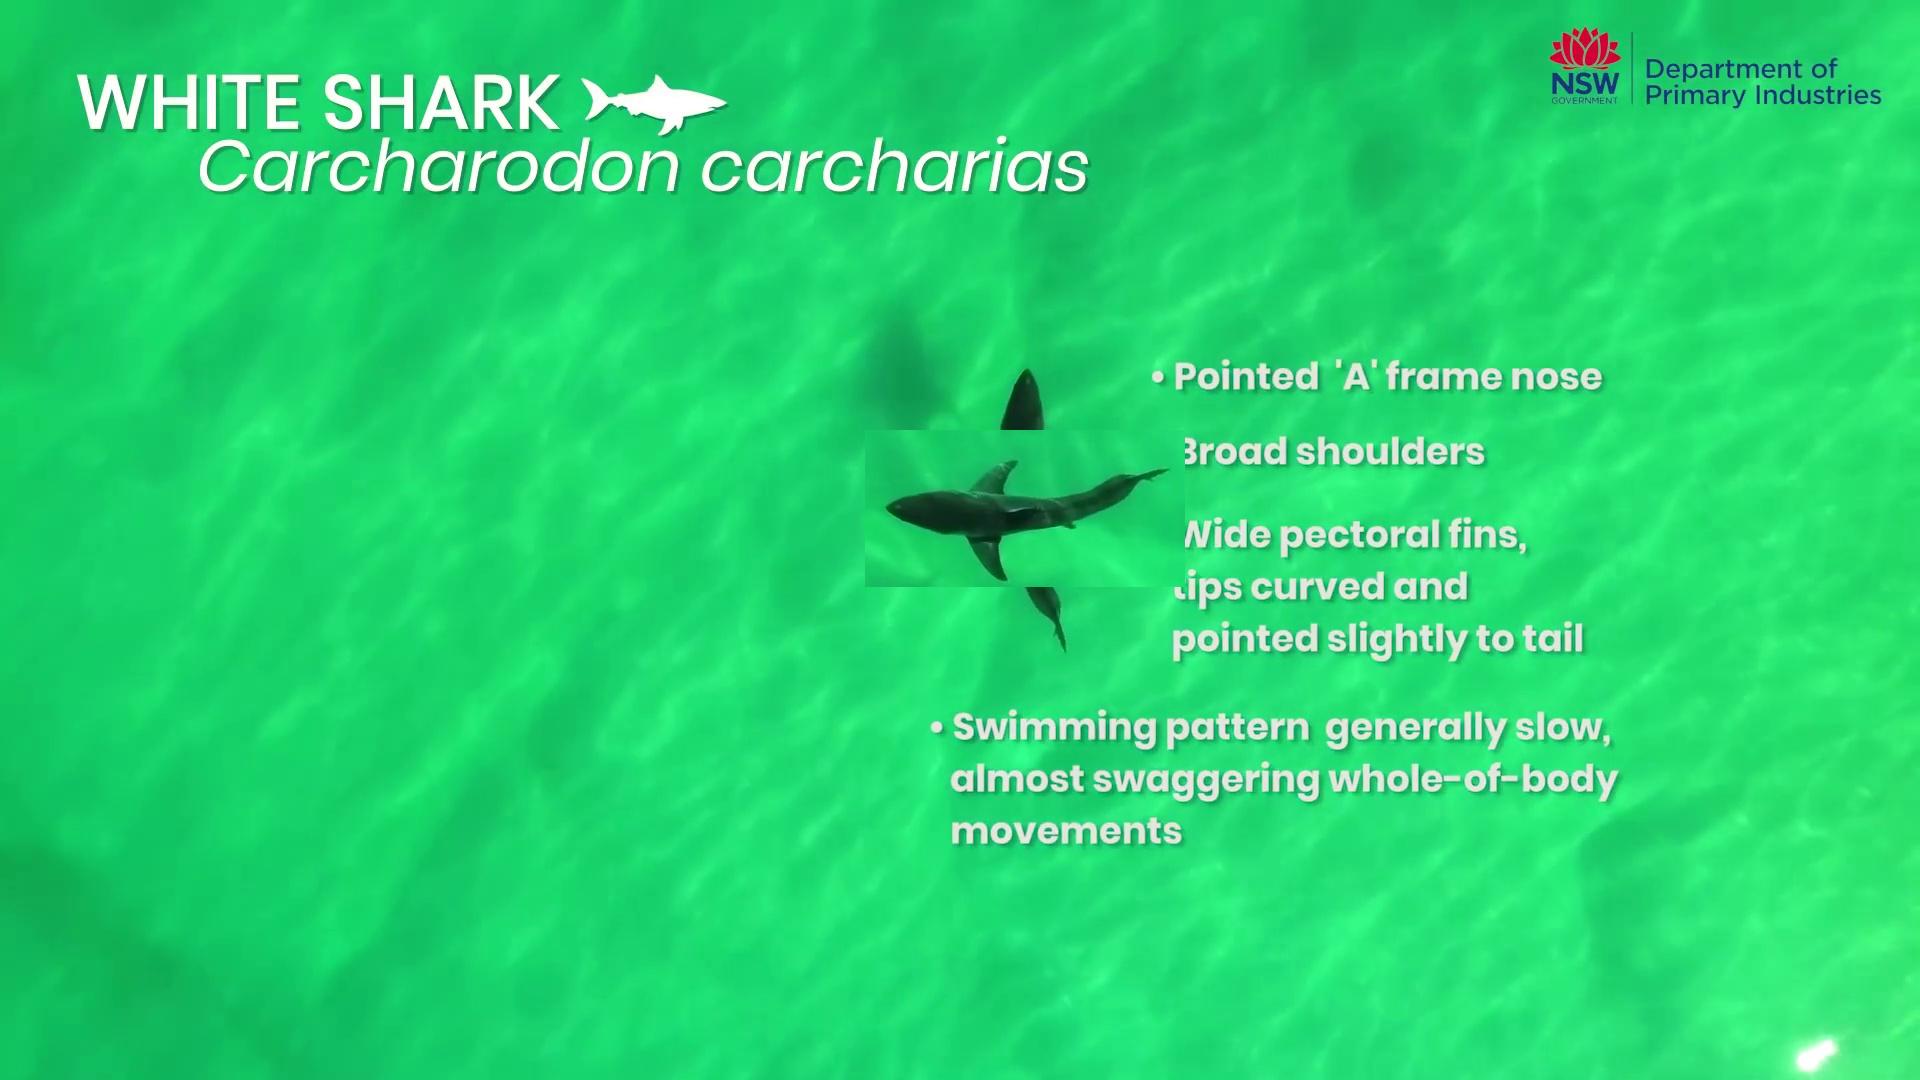 WHITE SHARK
Carcharodon carcharias
NSW
GOVERNMENT
Department of
Primary Industries
• Pointed 'A' frame nose
Broad shoulders
Wide pectoral fins,
tips curved and
pointed slightly to tail
• Swimming pattern generally slow,
almost swaggering whole-of-body
movements